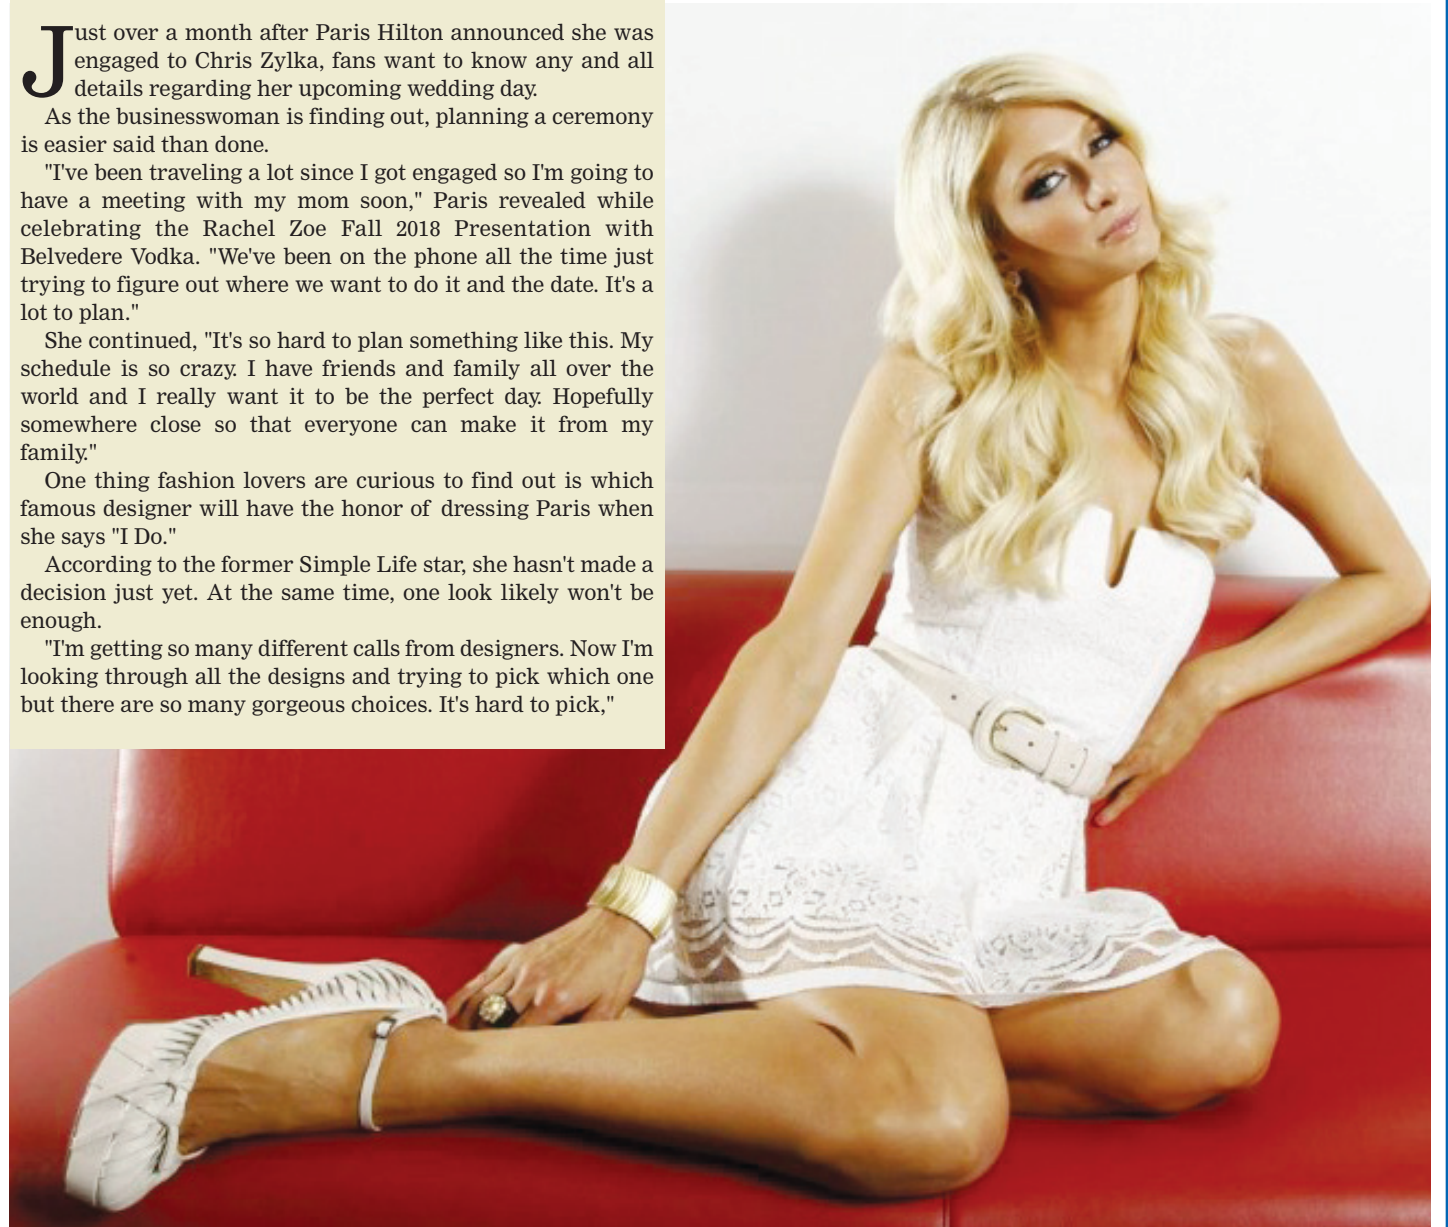 Just over a month after Paris Hilton announced she was
engaged to Chris Zylka, fans want to know any and all
details regarding her upcoming wedding day.
As the businesswoman is finding out, planning a ceremony
is easier said than done.
"I've been traveling a lot since I got engaged so I'm going to
have a meeting with my mom soon," Paris revealed while
celebrating the Rachel Zoe Fall 2018 Presentation with
Belvedere Vodka. "We've been on the phone all the time just
trying to figure out where we want to do it and the date. It's a
lot to plan."
She continued, "It's so hard to plan something like this. My
schedule is so crazy. I have friends and family all over the
world and I really want it to be the perfect day. Hopefully
somewhere close so that everyone can make it from my
family."
One thing fashion lovers are curious to find out is which
famous designer will have the honor of dressing Paris when
she says "I Do."
According to the former Simple Life star, she hasn't made a
decision just yet. At the same time, one look likely won't be
enough.
"I'm getting so many different calls from designers. Now I'm
looking through all the designs and trying to pick which one
but there are so many gorgeous choices. It's hard to pick,"